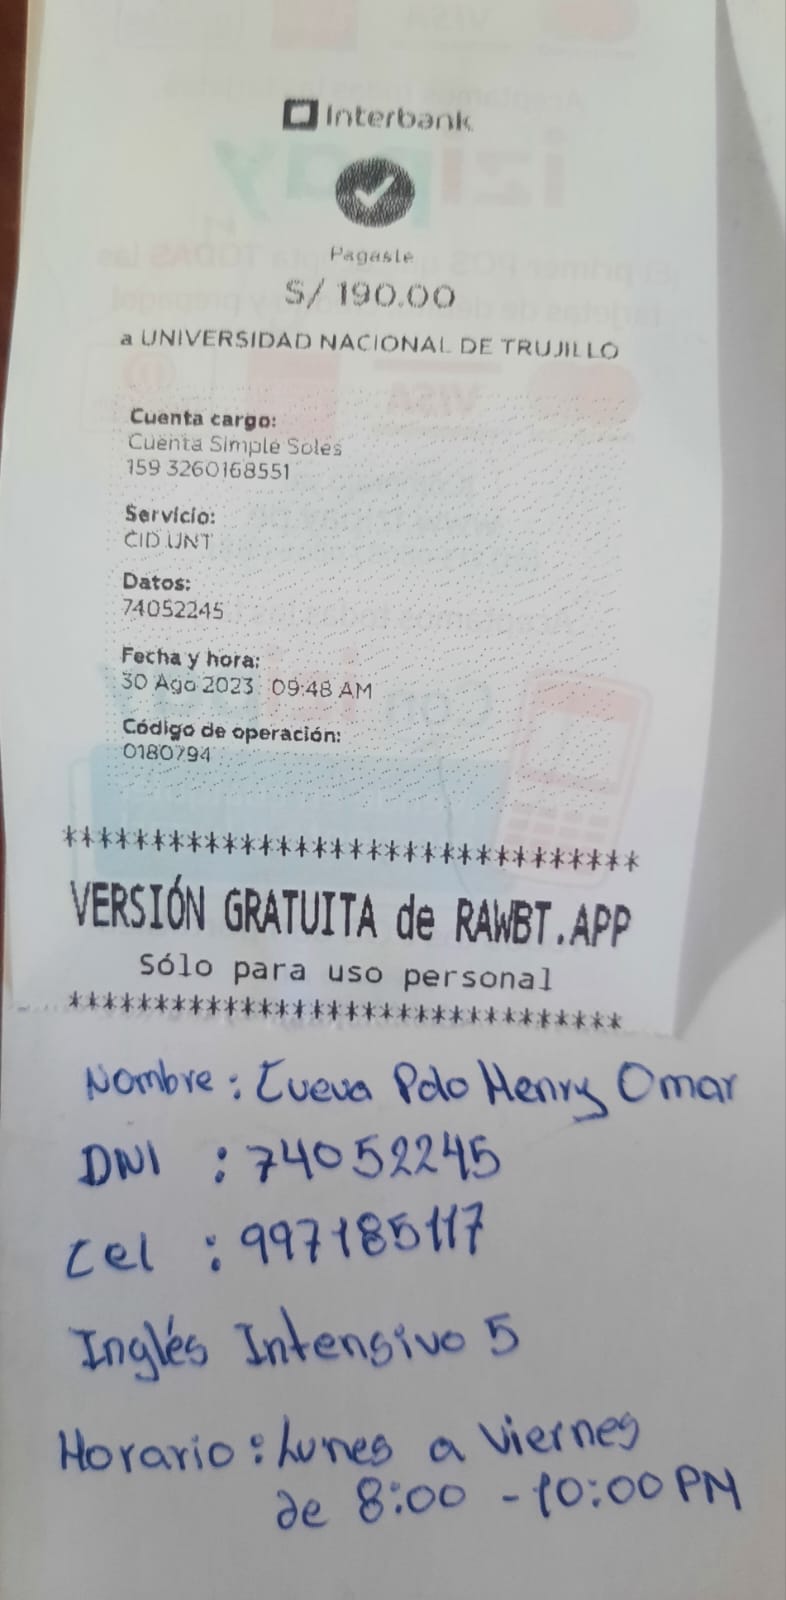 Interbank
Pagaste
S/ 190.00
a UNIVERSIDAD NACIONAL DE TRUJILLO
Cuenta cargo:
Cuenta Simple Soles
159 3260168551
Servicio:
CID UNT
Datos:
74052245
Fecha y hora:
30 Ago 2023 09:48 AM
Código de operación:
0180794
********************************
VERSIÓN GRATUITA de RAWBT.APP
Sólo para uso personal
********************************
Nombre: Cueva Polo Henry Omar
DNI : 74052245
Cel : 997185117
Inglés Intensivo 5
Horario: Lunes a Viernes
de 8:00 - 10:00 PM